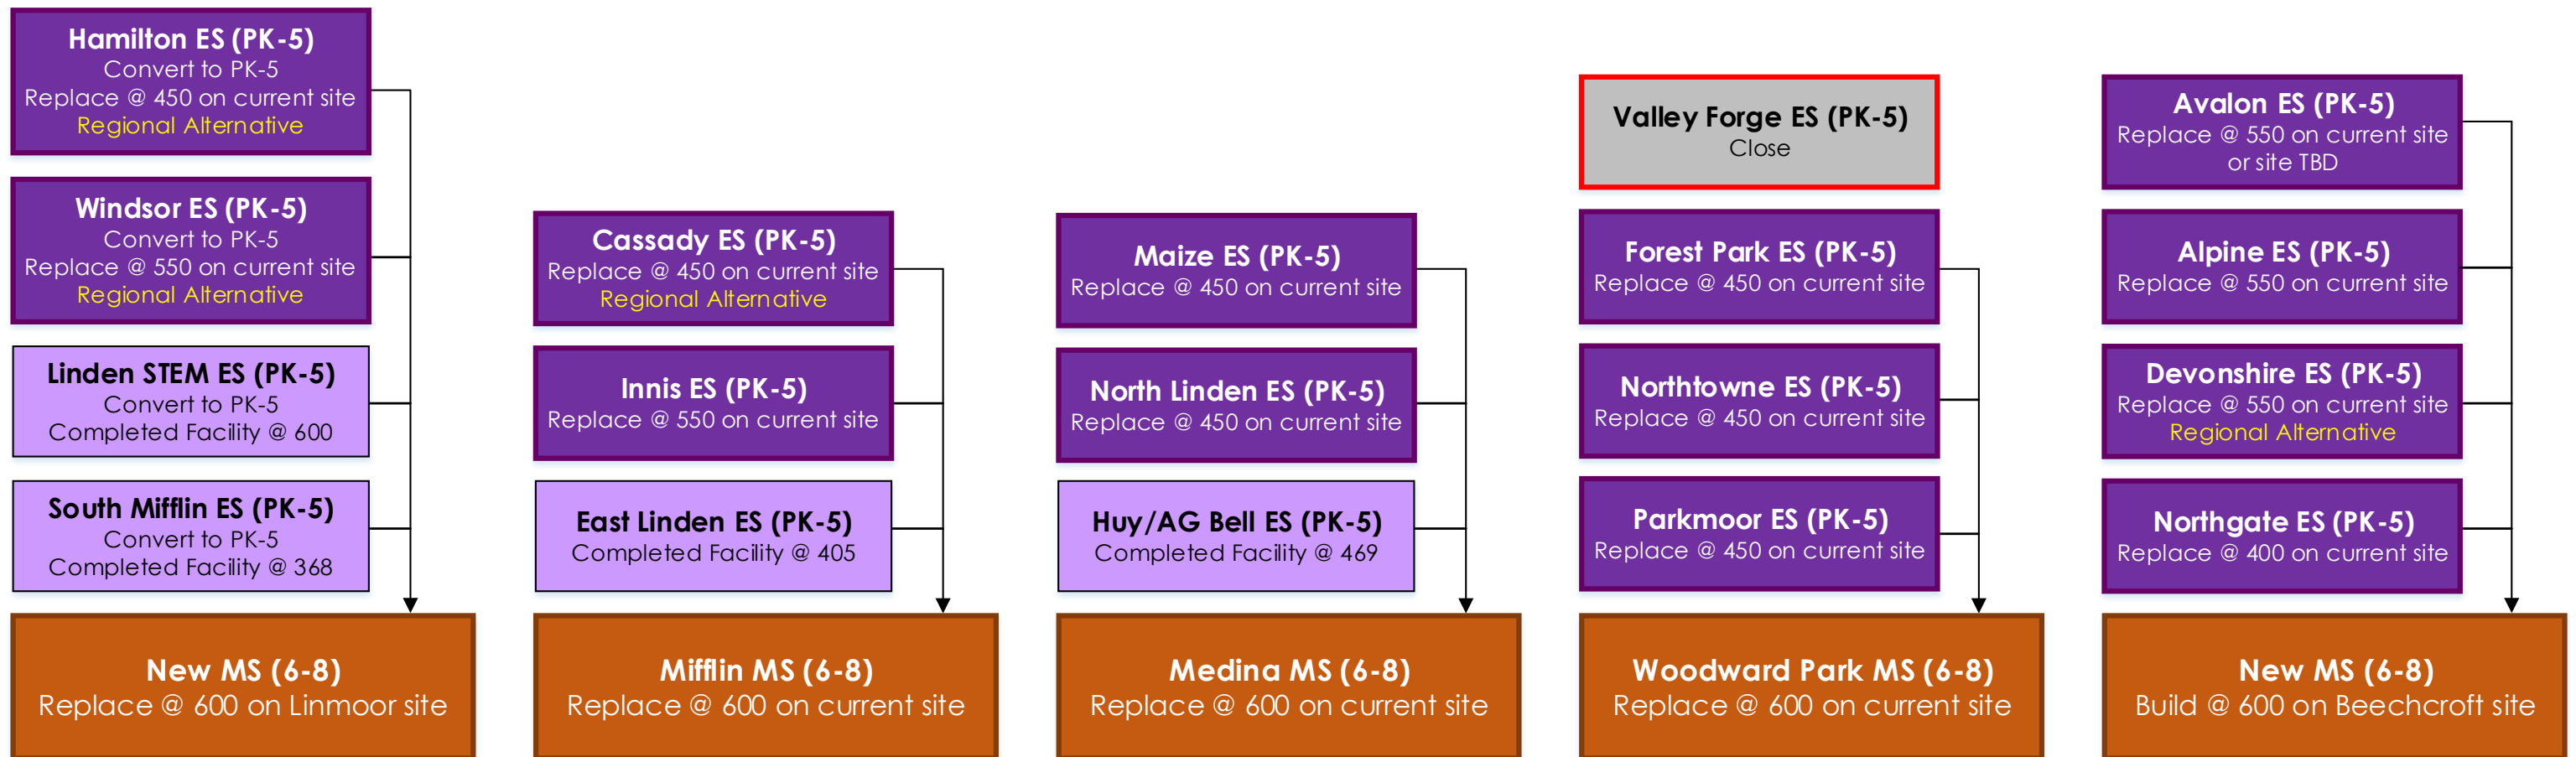 Hamilton ES (PK-5)
Convert to PK-5
Replace @ 450 on current site
Regional Alternative
Windsor ES (PK-5)
Convert to PK-5
Replace @ 550 on current site
Regional Alternative
Linden STEM ES (PK-5)
Convert to PK-5
Completed Facility @ 600
South Mifflin ES (PK-5)
Convert to PK-5
Completed Facility @ 368
New MS (6-8)
Replace @ 600 on Linmoor site
Cassady ES (PK-5)
Replace @ 450 on current site
Regional Alternative
Innis ES (PK-5)
Replace @ 550 on current site
East Linden ES (PK-5)
Completed Facility @ 405
Mifflin MS (6-8)
Replace @ 600 on current site
Maize ES (PK-5)
Replace @ 450 on current site
North Linden ES (PK-5)
Replace @ 450 on current site
Huy/AG Bell ES (PK-5)
Completed Facility @ 469
Medina MS (6-8)
Replace @ 600 on current site
Valley Forge ES (PK-5)
Close
Forest Park ES (PK-5)
Replace @ 450 on current site
Northtowne ES (PK-5)
Replace @ 450 on current site
Parkmoor ES (PK-5)
Replace @ 450 on current site
Woodward Park MS (6-8)
Replace @ 600 on current site
Avalon ES (PK-5)
Replace @ 550 on current site
or site TBD
Alpine ES (PK-5)
Replace @ 550 on current site
Devonshire ES (PK-5)
Replace @ 550 on current site
Regional Alternative
Northgate ES (PK-5)
Replace @ 400 on current site
New MS (6-8)
Build @ 600 on Beechcroft site